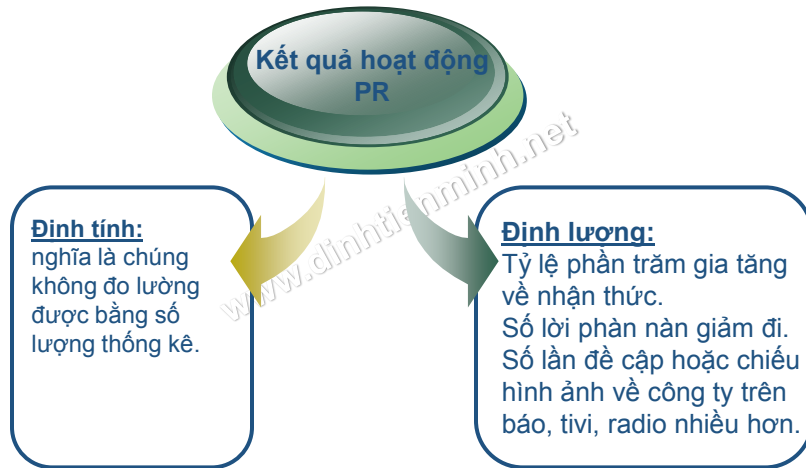 Kết quả hoạt động
PR
www.dinhtienminh.net
Định tính:
nghĩa là chúng
không đo lường
được bằng số
lượng thống kê.
Định lượng:
Tỷ lệ phần trăm gia tăng
về nhận thức.
Số lời phàn nàn giảm đi.
Số lần đề cập hoặc chiếu
hình ảnh về công ty trên
báo, tivi, radio nhiều hơn.